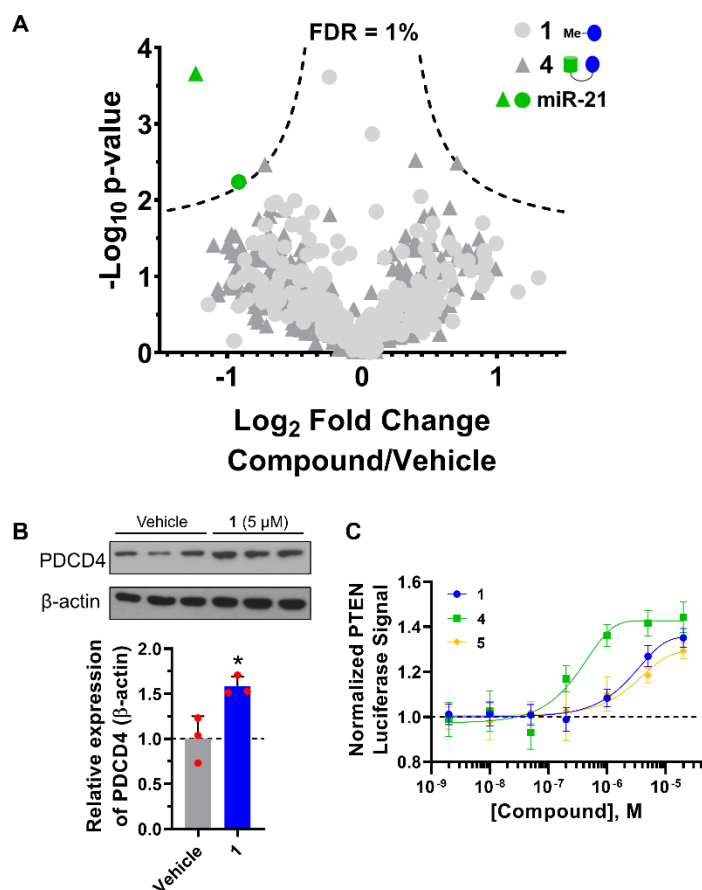 A
FDR = 1%
1 Me
4
miR-21
-Log₁₀ p-value
4
3
2
1
0
-1 0 1
Log₂ Fold Change
Compound/Vehicle
B
Vehicle 1 (5 µM)
PDCD4
β-actin
Relative expression
of PDCD4 (β-actin)
2.0
1.5
1.0
0.5
0.0
*
Vehicle 1
C
Normalized PTEN
Luciferase Signal
1.6
1.4
1.2
1.0
0.8
1
4
5
10⁻⁹ 10⁻⁸ 10⁻⁷ 10⁻⁶ 10⁻⁵
[Compound], M